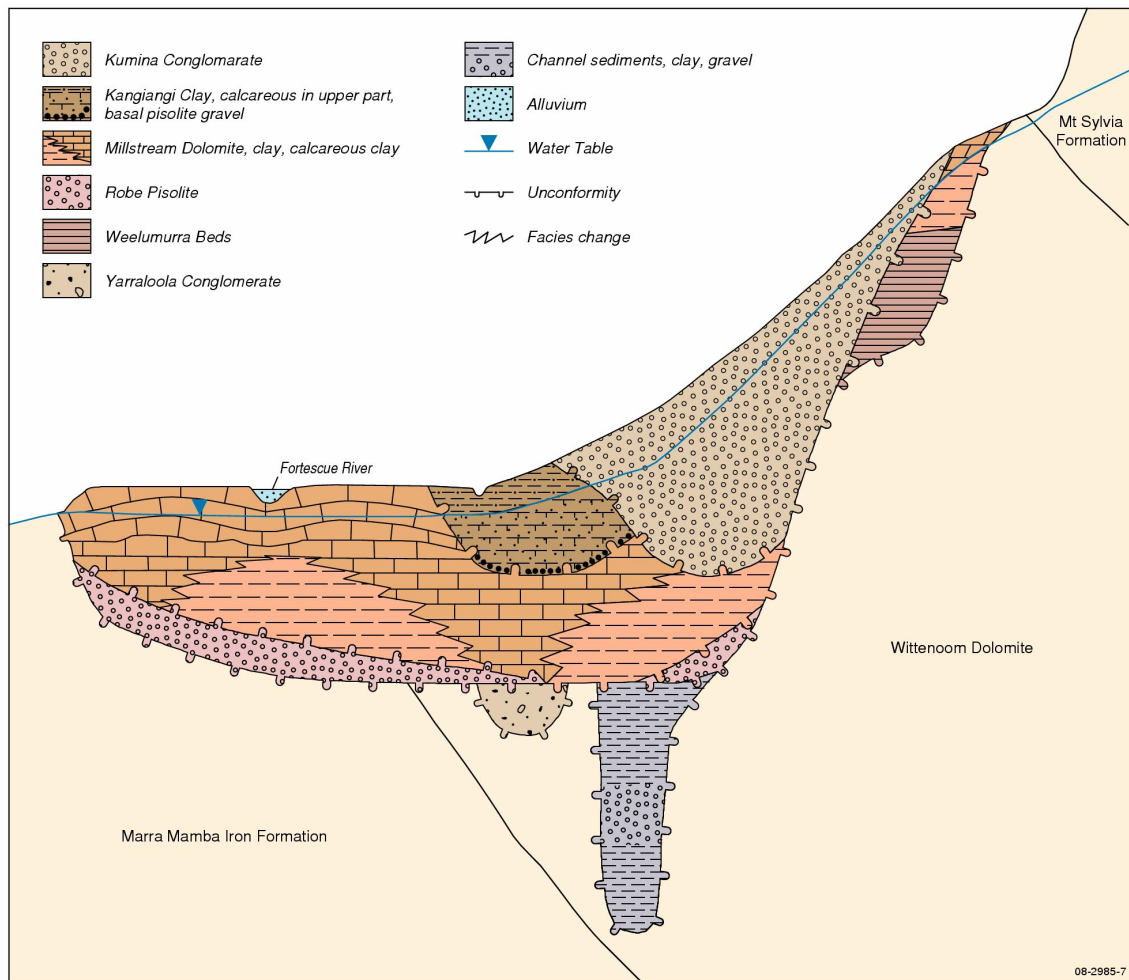 Kumina Conglomarate
Kangiangi Clay, calcareous in upper part,
basal pisolite gravel
Millstream Dolomite, clay, calcareous clay
Robe Pisolite
Weelumurra Beds
Yarraloola Conglomerate
Channel sediments, clay, gravel
Alluvium
Water Table
Unconformity
Facies change
Mt Sylvia
Formation
Fortescue River
Wittenoom Dolomite
Marra Mamba Iron Formation
08-2985-7